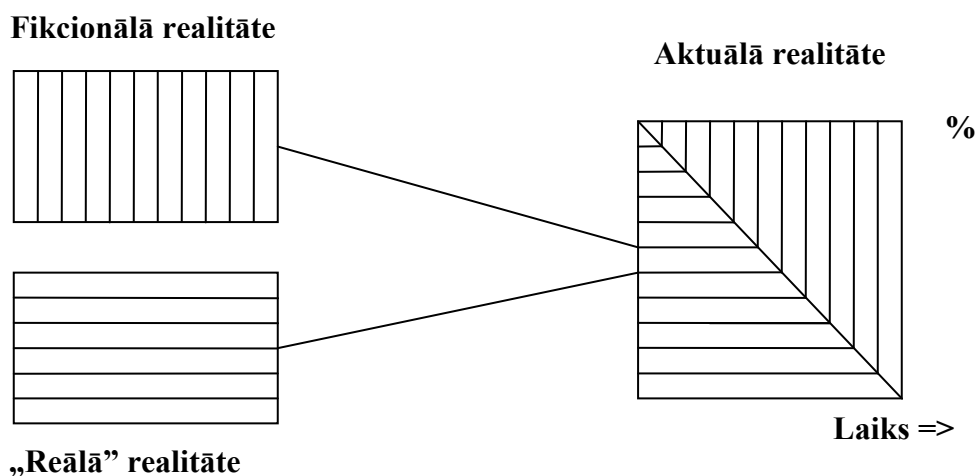 Fikcionālā realitāte
Aktuālā realitāte
%
Laiks =>
„Reālā” realitāte